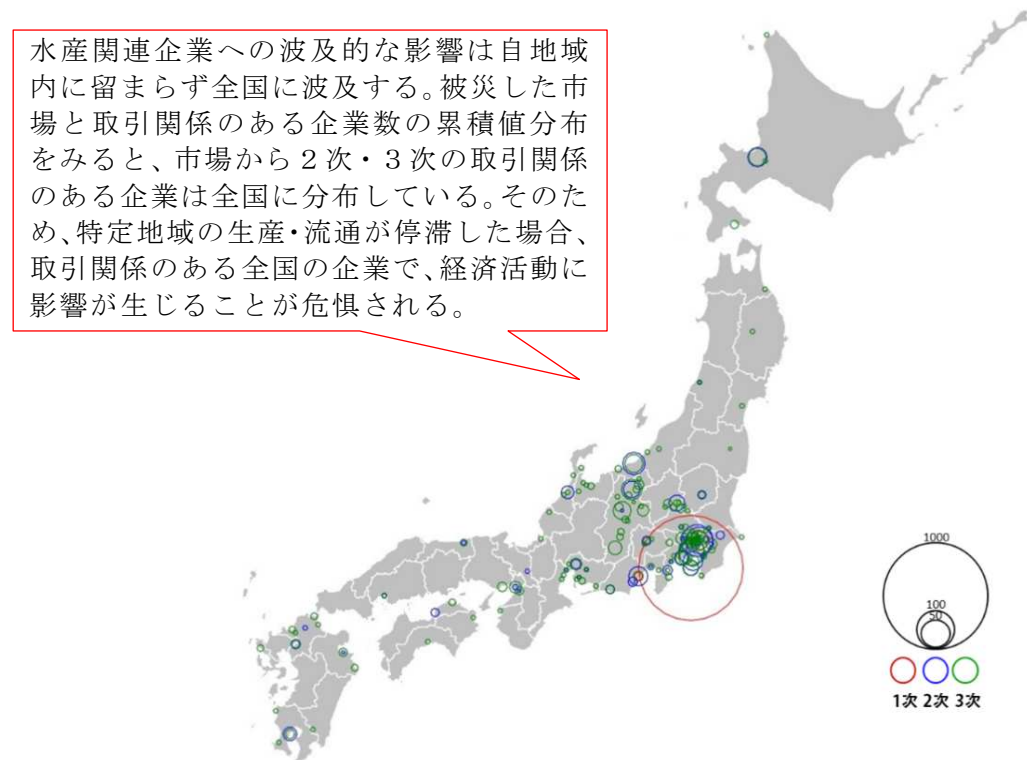 水産関連企業への波及的な影響は自地域
内に留まらず全国に波及する。被災した市
場と取引関係のある企業数の累積値分布
をみると、市場から２次・３次の取引関係
のある企業は全国に分布している。そのた
め、特定地域の生産・流通が停滞した場合、
取引関係のある全国の企業で、経済活動に
影響が生じることが危惧される。
1000
100
50
1次 2次 3次